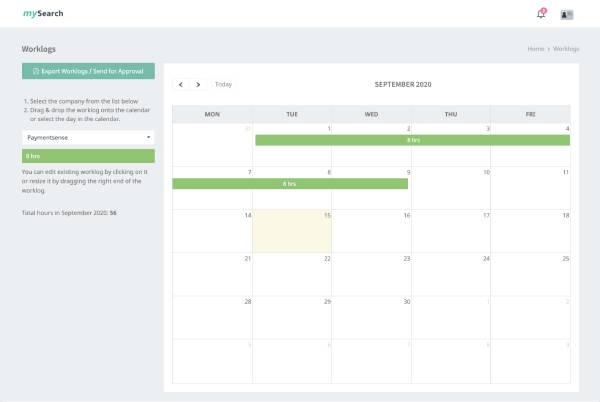 mySearch
2
Worklogs
Home > Worklogs
Export Worklogs / Send for Approval
1. Select the company from the list below
2. Drag & drop the worklog onto the calendar
or select the day in the calendar.
Paymentsense
8 hrs
You can edit existing worklog by clicking on it
or resize it by dragging the right end of the
worklog.
Total hours in September 2020: 56
< > Today
SEPTEMBER 2020
MON TUE WED THU FRI
31 1 2 3 4
8 hrs
7 8 9 10 11
8 hrs
14 15 16 17 18
21 22 23 24 25
28 29 30 1 2
5 6 7 8 9